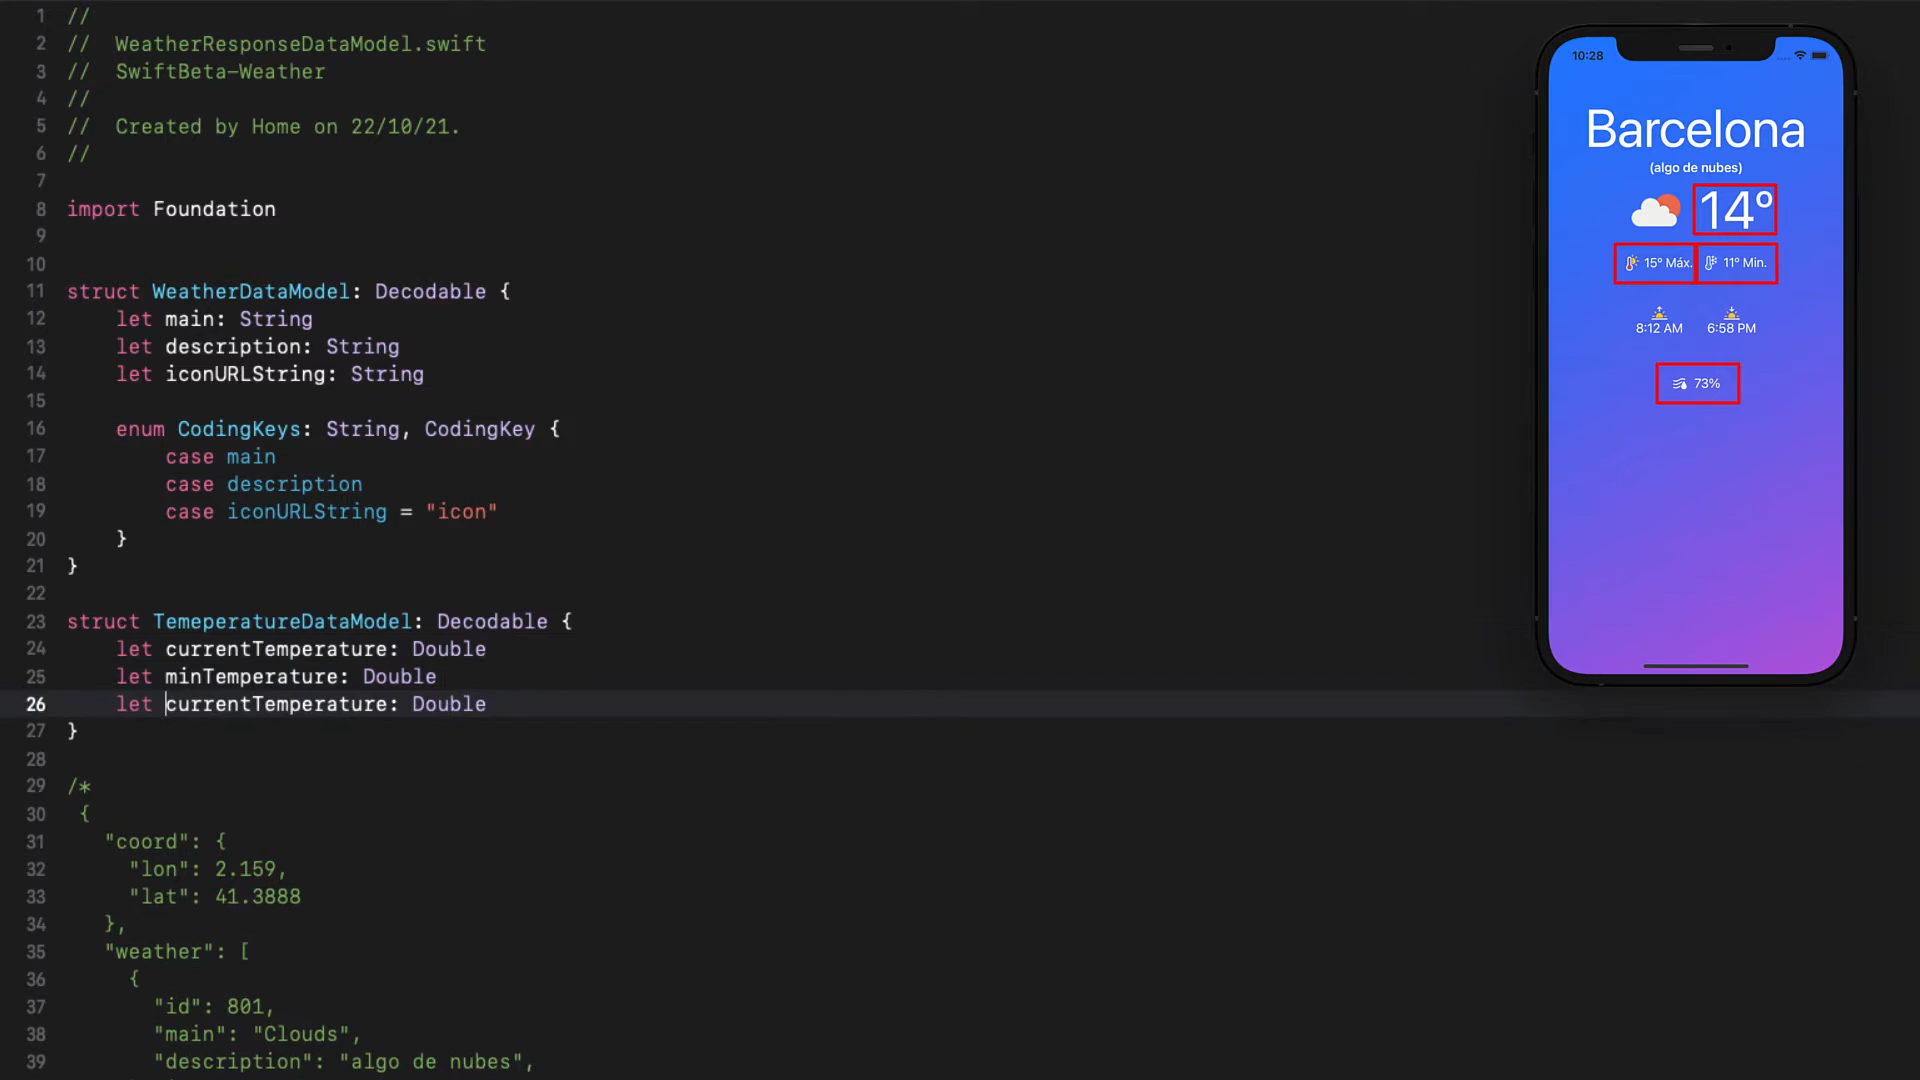 1 //
2 // WeatherResponseDataModel.swift
3 // SwiftBeta-Weather
4 //
5 // Created by Home on 22/10/21.
6 //
7
8 import Foundation
9
10
11 struct WeatherDataModel: Decodable {
12 let main: String
13 let description: String
14 let iconURLString: String
15
16 enum CodingKeys: String, CodingKey {
17 case main
18 case description
19 case iconURLString = "icon"
20 }
21 }
22
23 struct TemeperatureDataModel: Decodable {
24 let currentTemperature: Double
25 let minTemperature: Double
26 let currentTemperature: Double
27 }
28
29 /*
30 {
31 "coord": {
32 "lon": 2.159,
33 "lat": 41.3888
34 },
35 "weather": [
36 {
37 "id": 801,
38 "main": "Clouds",
39 "description": "algo de nubes",
10:28
Barcelona
(algo de nubes)
14º
15º Máx. 11º Min.
8:12 AM 6:58 PM
73%